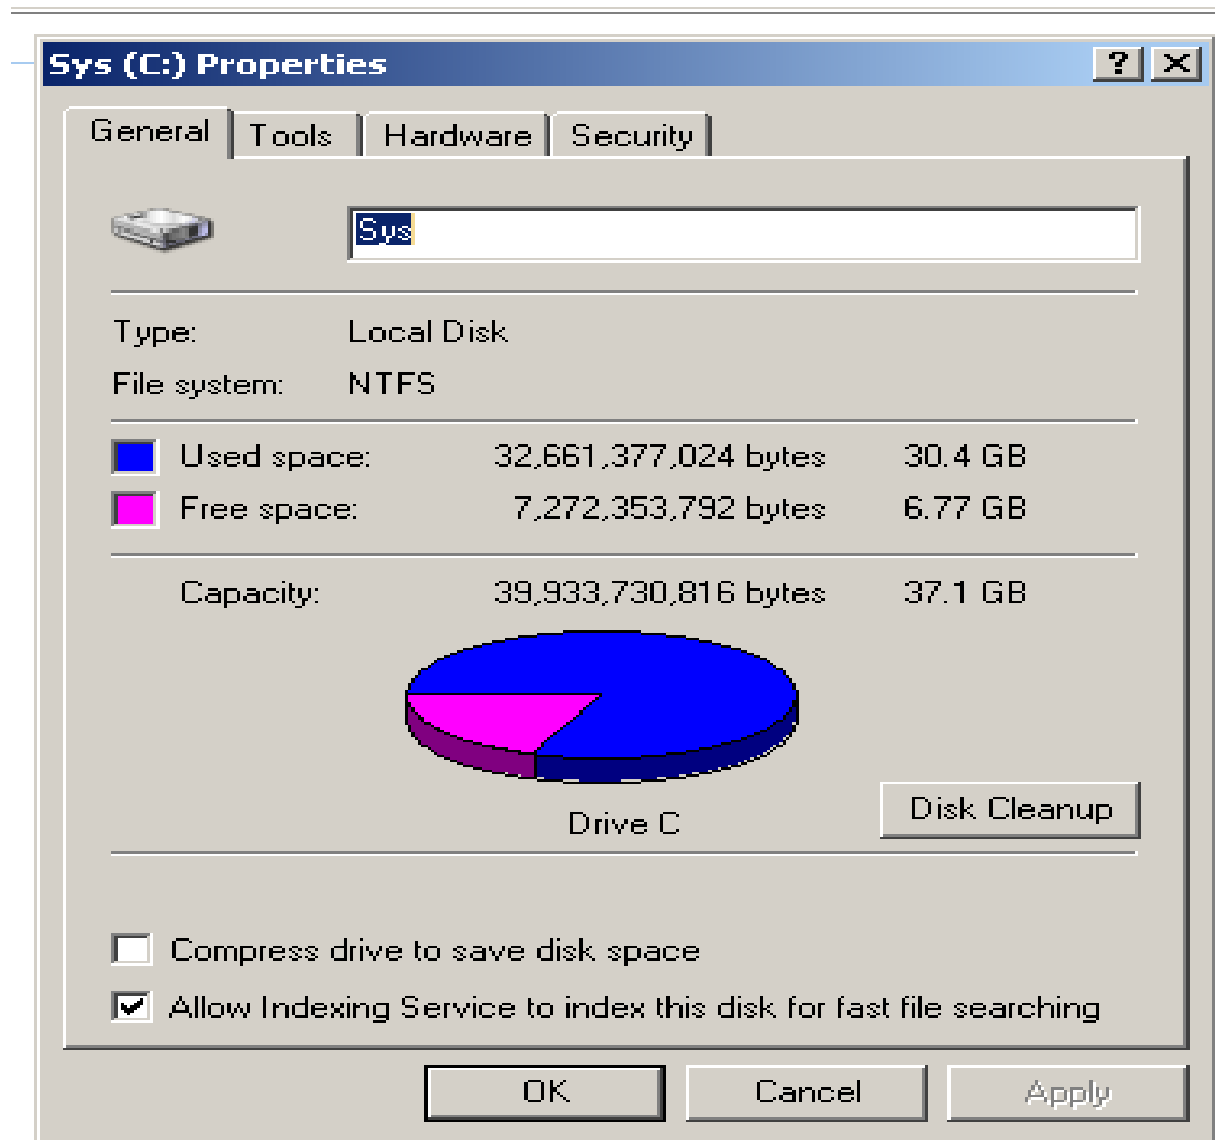 Sys (C:) Properties ?
General Tools Hardware Security
Sys
Type: Local Disk
File system: NTFS
Used space: 32,661,377,024 bytes 30.4 GB
Free space: 7,272,353,792 bytes 6.77 GB
Capacity: 39,933,730,816 bytes 37.1 GB
Drive C
Disk Cleanup
Compress drive to save disk space
Allow Indexing Service to index this disk for fast file searching
OK Cancel Apply